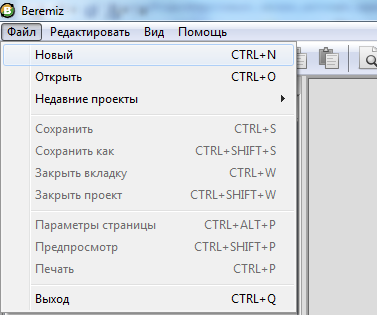 Beremiz
Файл Редактировать Вид Помощь
Новый CTRL+N
Открыть CTRL+O
Недавние проекты
Сохранить CTRL+S
Сохранить как CTRL+SHIFT+S
Закрыть вкладку CTRL+W
Закрыть проект CTRL+SHIFT+W
Параметры страницы CTRL+ALT+P
Предпросмотр CTRL+SHIFT+P
Печать CTRL+P
Выход CTRL+Q